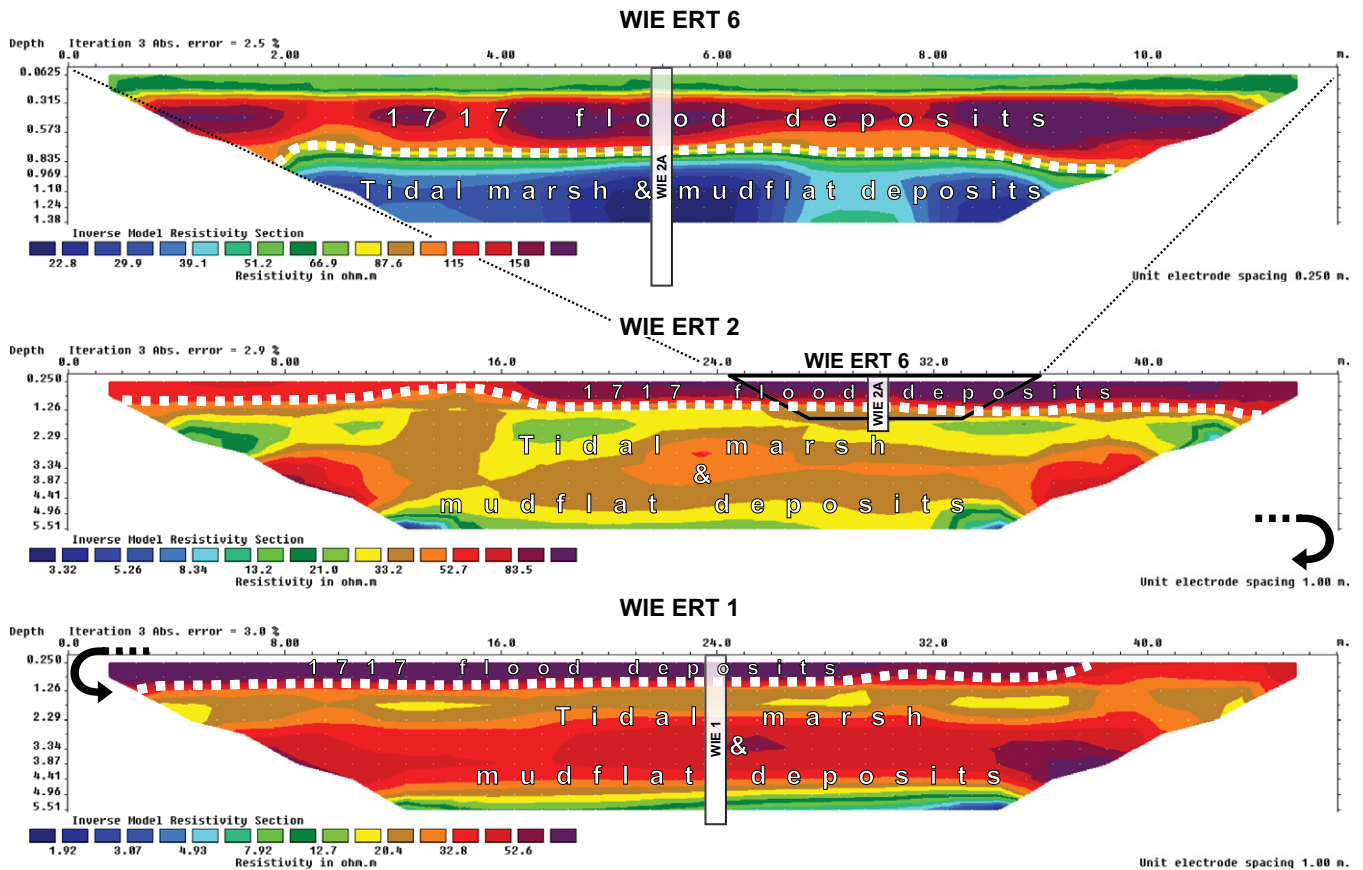 WIE ERT 6
Depth Iteration 3 Abs. error = 2.5 %
0.0 2.00 4.00 6.00 8.00 10.0 m.
0.0625
0.315
0.573
0.835
0.969
1.10
1.24
1.38
1717 flood deposits
WIE 2A
Tidal marsh & mudflat deposits
Inverse Model Resistivity Section
22.8 29.9 39.1 51.2 66.9 87.6 115 150
Resistivity in ohm.m
Unit electrode spacing 0.250 m.
WIE ERT 2
Depth Iteration 3 Abs. error = 2.9 %
0.0 8.00 16.0 24.0 32.0 40.0 m.
WIE ERT 6
0.250
1.26
2.29
3.34
3.87
4.41
4.96
5.51
1717 flood deposits
WIE 2A
Tidal marsh
&
mudflat deposits
Inverse Model Resistivity Section
3.32 5.26 8.34 13.2 21.0 33.2 52.7 83.5
Resistivity in ohm.m
Unit electrode spacing 1.00 m.
WIE ERT 1
Depth Iteration 3 Abs. error = 3.0 %
0.0 8.00 16.0 24.0 32.0 40.0 m.
0.250
1.26
2.29
3.34
3.87
4.41
4.96
5.51
1717 flood deposits
WIE 1
Tidal marsh
&
mudflat deposits
Inverse Model Resistivity Section
1.92 3.07 4.93 7.92 12.7 20.4 32.8 52.6
Resistivity in ohm.m
Unit electrode spacing 1.00 m.